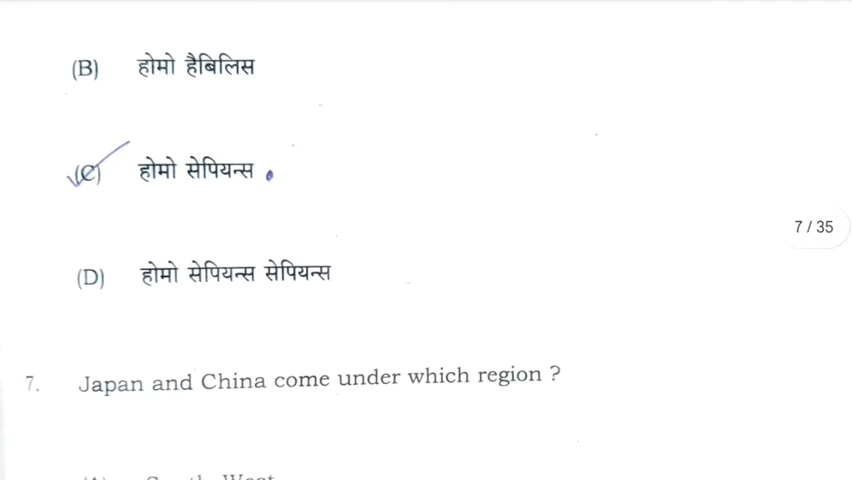 (B) होमो हैबिलिस
(C) होमो सेपियन्स
7 / 35
(D) होमो सेपियन्स सेपियन्स
7. Japan and China come under which region ?